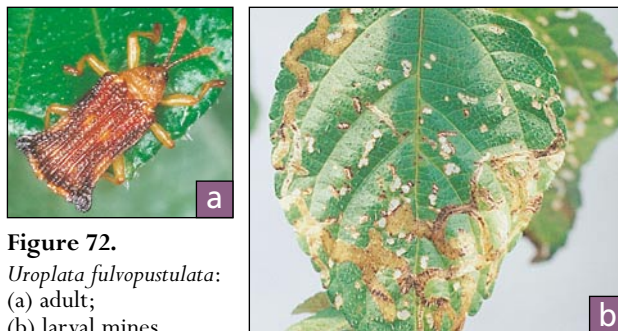 a
b
Figure 72.
Uroplata fulvopustulata:
(a) adult;
(b) larval mines